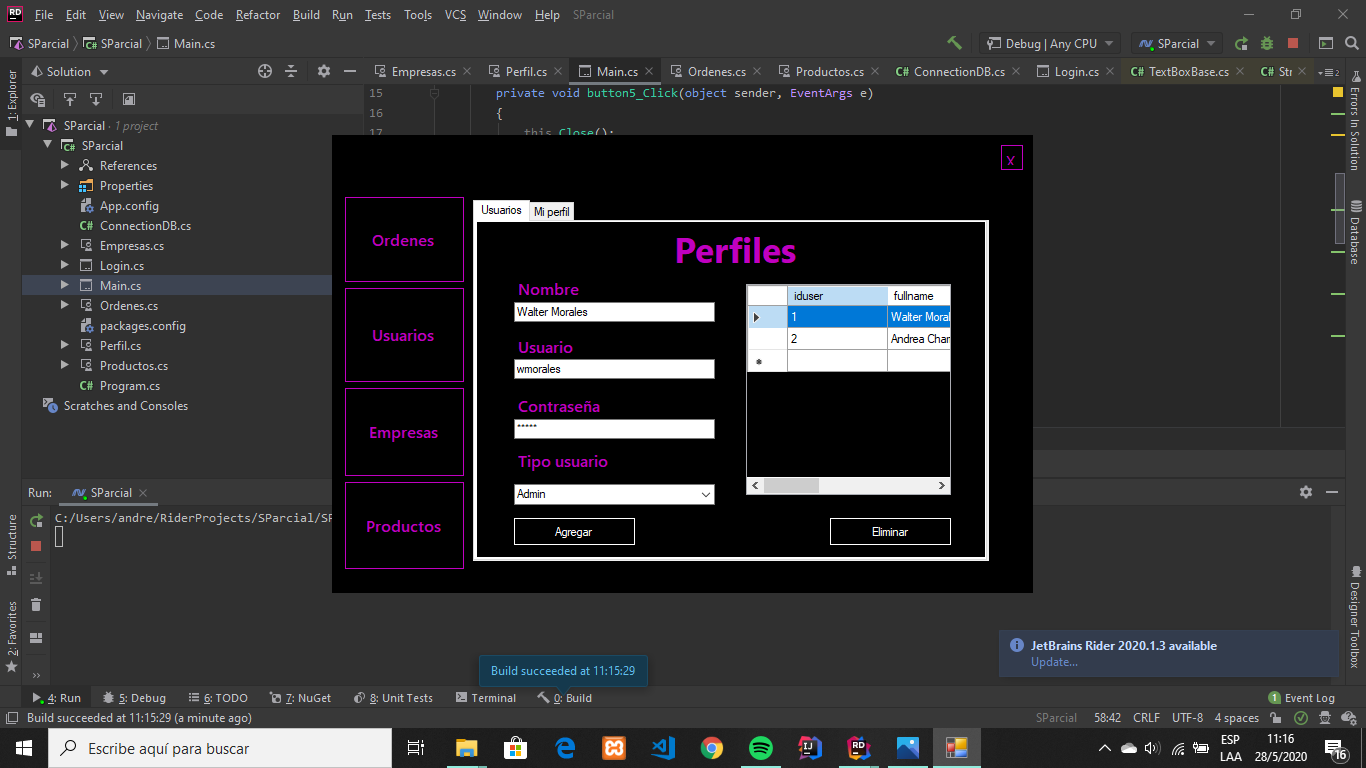 RD File Edit View Navigate Code Refactor Build Run Tests Tools VCS Window Help SParcial
SParcial SParcial Main.cs Debug | Any CPU SParcial
1: Explorer
Solution
Empresas.cs Perfil.cs Main.cs Ordenes.cs Productos.cs ConnectionDB.cs Login.cs TextBoxBase.cs
SParcial · 1 project
SParcial
References
Properties
App.config
ConnectionDB.cs
Empresas.cs
Login.cs
Main.cs
Ordenes.cs
packages.config
Perfil.cs
Productos.cs
Program.cs
Scratches and Consoles
15 private void button5_Click(object sender, EventArgs e)
16 {
17 this.Close();
X
Ordenes
Usuarios
Empresas
Productos
Usuarios Mi perfil
Perfiles
Nombre
Walter Morales
Usuario
wmorales
Contraseña
*****
Tipo usuario
Admin
Agregar
iduser fullname
1 Walter Moral
2 Andrea Char
Eliminar
Errors In Solution
Database
Designer Toolbox
Run: SParcial
C:/Users/andre/RiderProjects/SParcial/SP
Structure
2: Favorites
JetBrains Rider 2020.1.3 available
Update...
Build succeeded at 11:15:29
4: Run 5: Debug 6: TODO 7: NuGet 8: Unit Tests Terminal 0: Build 1 Event Log
Build succeeded at 11:15:29 (a minute ago) SParcial 58:42 CRLF UTF-8 4 spaces
Escribe aquí para buscar
ESP
LAA
11:16
28/5/2020
16